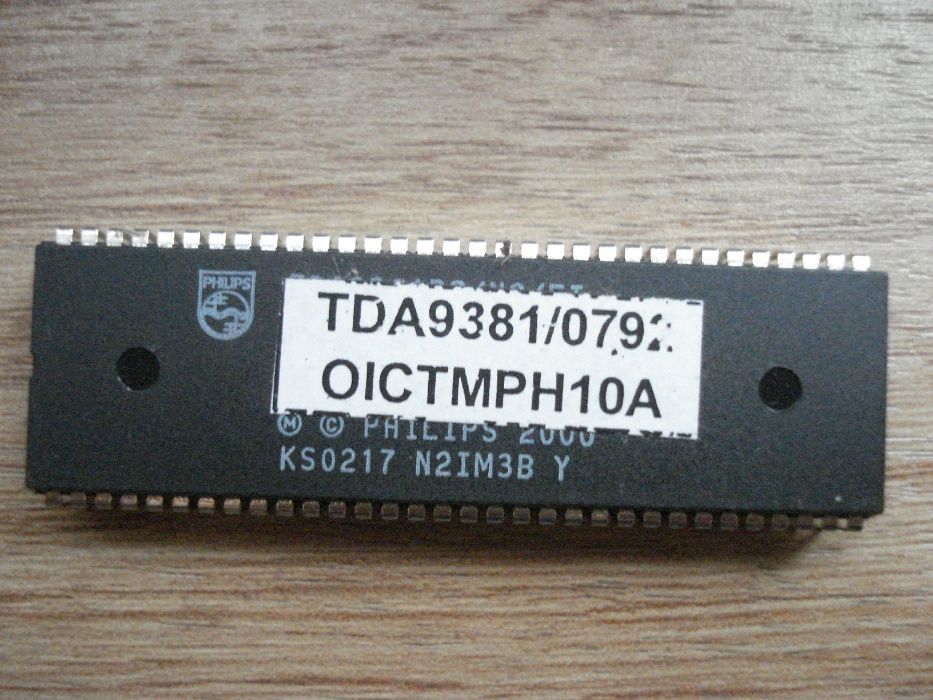 PHILIPS
TDA9381/0792
OICTMPH10A
Ⓜ © PHILIPS 2000
KS0217 N2IM3B Y